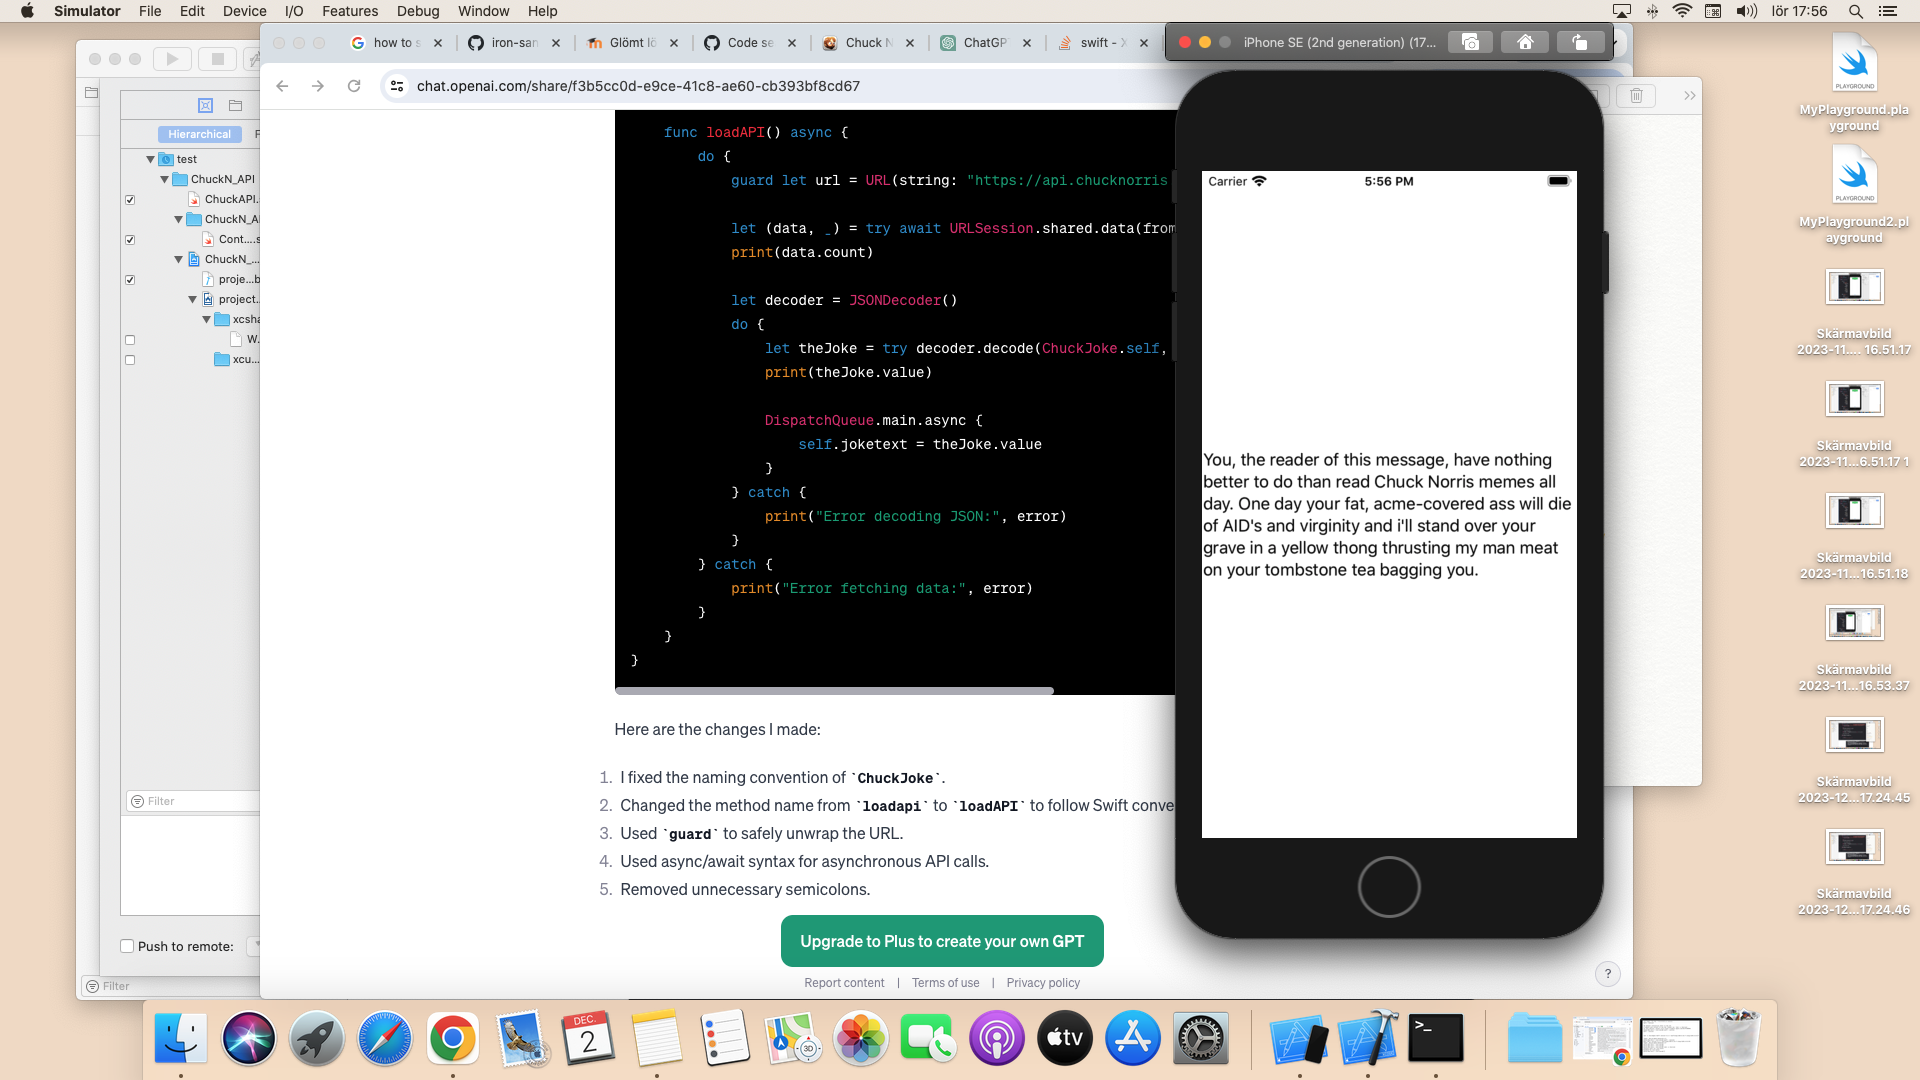 Simulator File Edit Device I/O Features Debug Window Help lör 17:56
how to s iron-san Glömt lö Code se Chuck N ChatGP swift - X
iPhone SE (2nd generation) (17...
chat.openai.com/share/f3b5cc0d-e9ce-41c8-ae60-cb393bf8cd67
Hierarchical
test
ChuckN_API
ChuckAPI.
ChuckN_A
Cont....s
ChuckN_...
proje...b
project.
xcsha
W.
xcu...
Filter
Push to remote:
Filter
func loadAPI() async {
do {
guard let url = URL(string: "https://api.chucknorris
let (data, _) = try await URLSession.shared.data(from
print(data.count)
let decoder = JSONDecoder()
do {
let theJoke = try decoder.decode(ChuckJoke.self,
print(theJoke.value)
DispatchQueue.main.async {
self.joketext = theJoke.value
}
} catch {
print("Error decoding JSON:", error)
}
} catch {
print("Error fetching data:", error)
}
}
}
Here are the changes I made:
1. I fixed the naming convention of `ChuckJoke`.
2. Changed the method name from `loadapi` to `loadAPI` to follow Swift conve
3. Used `guard` to safely unwrap the URL.
4. Used async/await syntax for asynchronous API calls.
5. Removed unnecessary semicolons.
Upgrade to Plus to create your own GPT
Report content | Terms of use | Privacy policy
?
Carrier 5:56 PM
You, the reader of this message, have nothing
better to do than read Chuck Norris memes all
day. One day your fat, acme-covered ass will die
of AID's and virginity and i'll stand over your
grave in a yellow thong thrusting my man meat
on your tombstone tea bagging you.
PLAYGROUND
MyPlayground.pla
yground
PLAYGROUND
MyPlayground2.pl
ayground
Skärmavbild
2023-11.... 16.51.17
Skärmavbild
2023-11...6.51.17 1
Skärmavbild
2023-11...16.51.18
Skärmavbild
2023-11...16.53.37
Skärmavbild
2023-12...17.24.45
Skärmavbild
2023-12...17.24.46
DEC.
2
3D
tv
>_